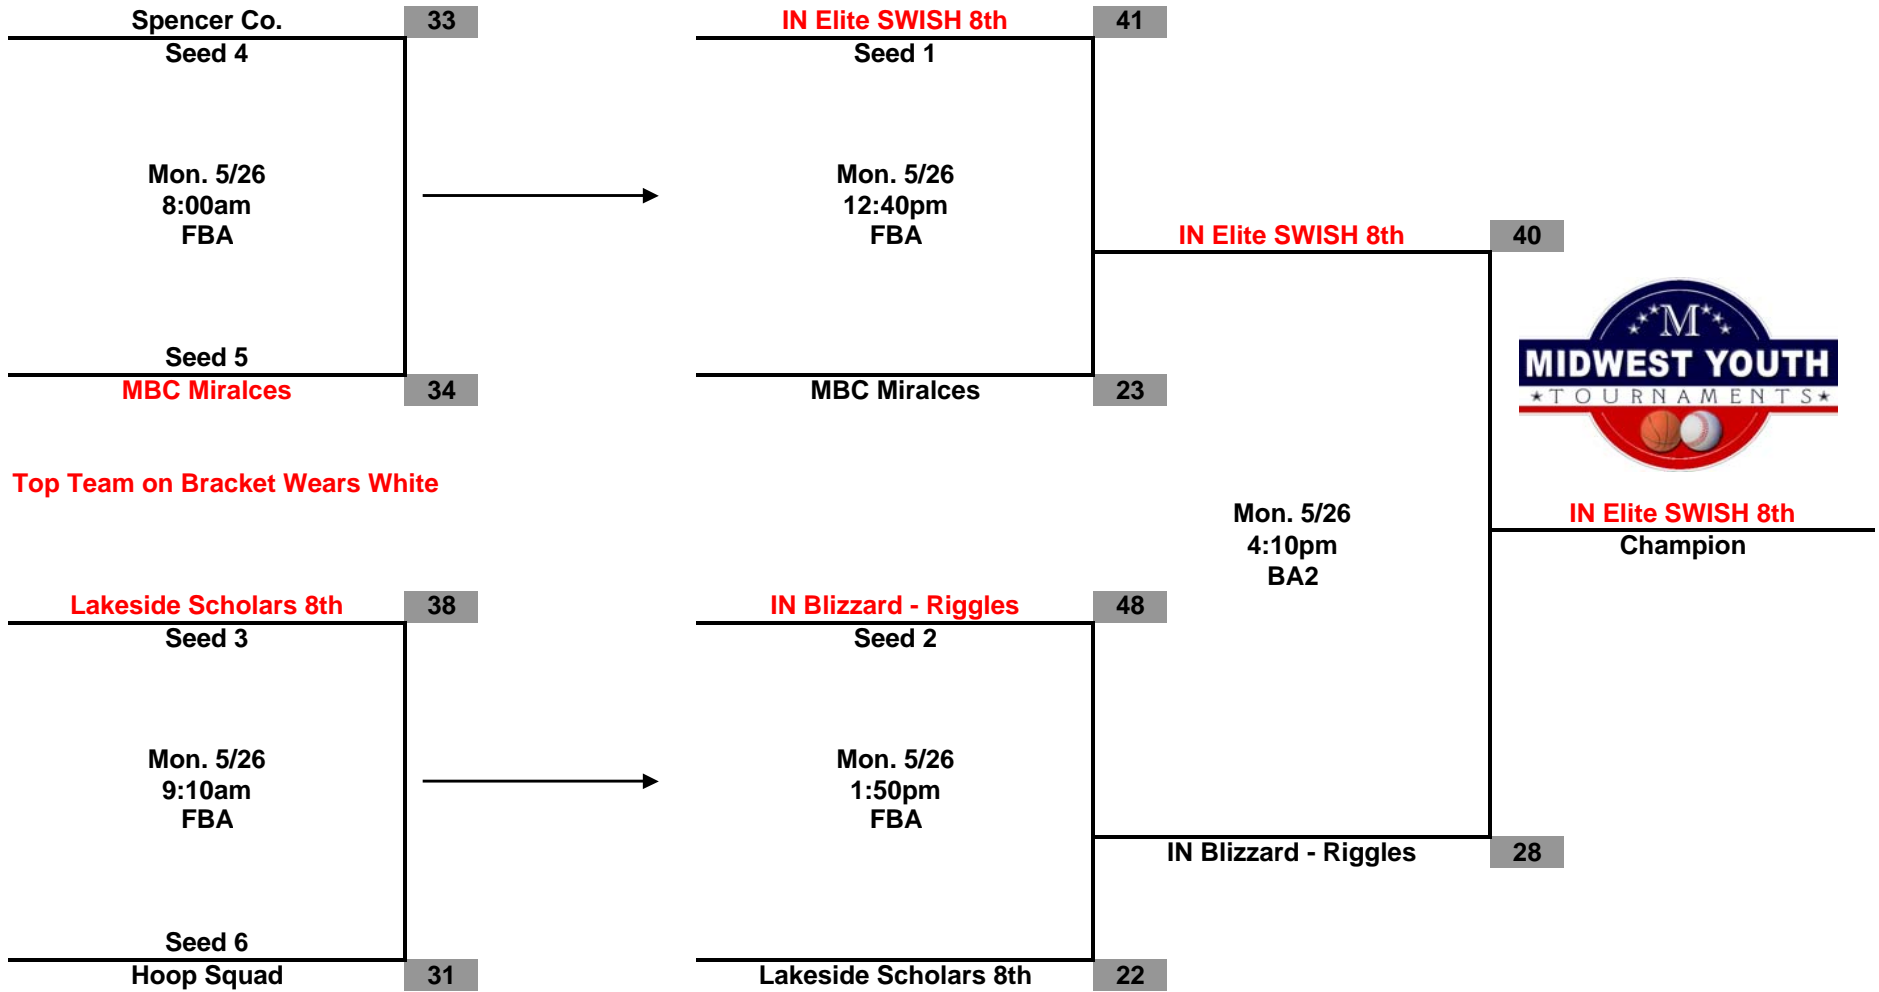 Spencer Co. 33
Seed 4
Mon. 5/26
8:00am
FBA
Seed 5
MBC Miralces 34
IN Elite SWISH 8th 41
Seed 1
Mon. 5/26
12:40pm
FBA
MBC Miralces 23
IN Elite SWISH 8th 40
M
MIDWEST YOUTH
TOURNAMENTS
Top Team on Bracket Wears White
Mon. 5/26
4:10pm
BA2
IN Elite SWISH 8th
Champion
Lakeside Scholars 8th 38
Seed 3
Mon. 5/26
9:10am
FBA
Seed 6
Hoop Squad 31
IN Blizzard - Riggles 48
Seed 2
Mon. 5/26
1:50pm
FBA
Lakeside Scholars 8th 22
IN Blizzard - Riggles 28